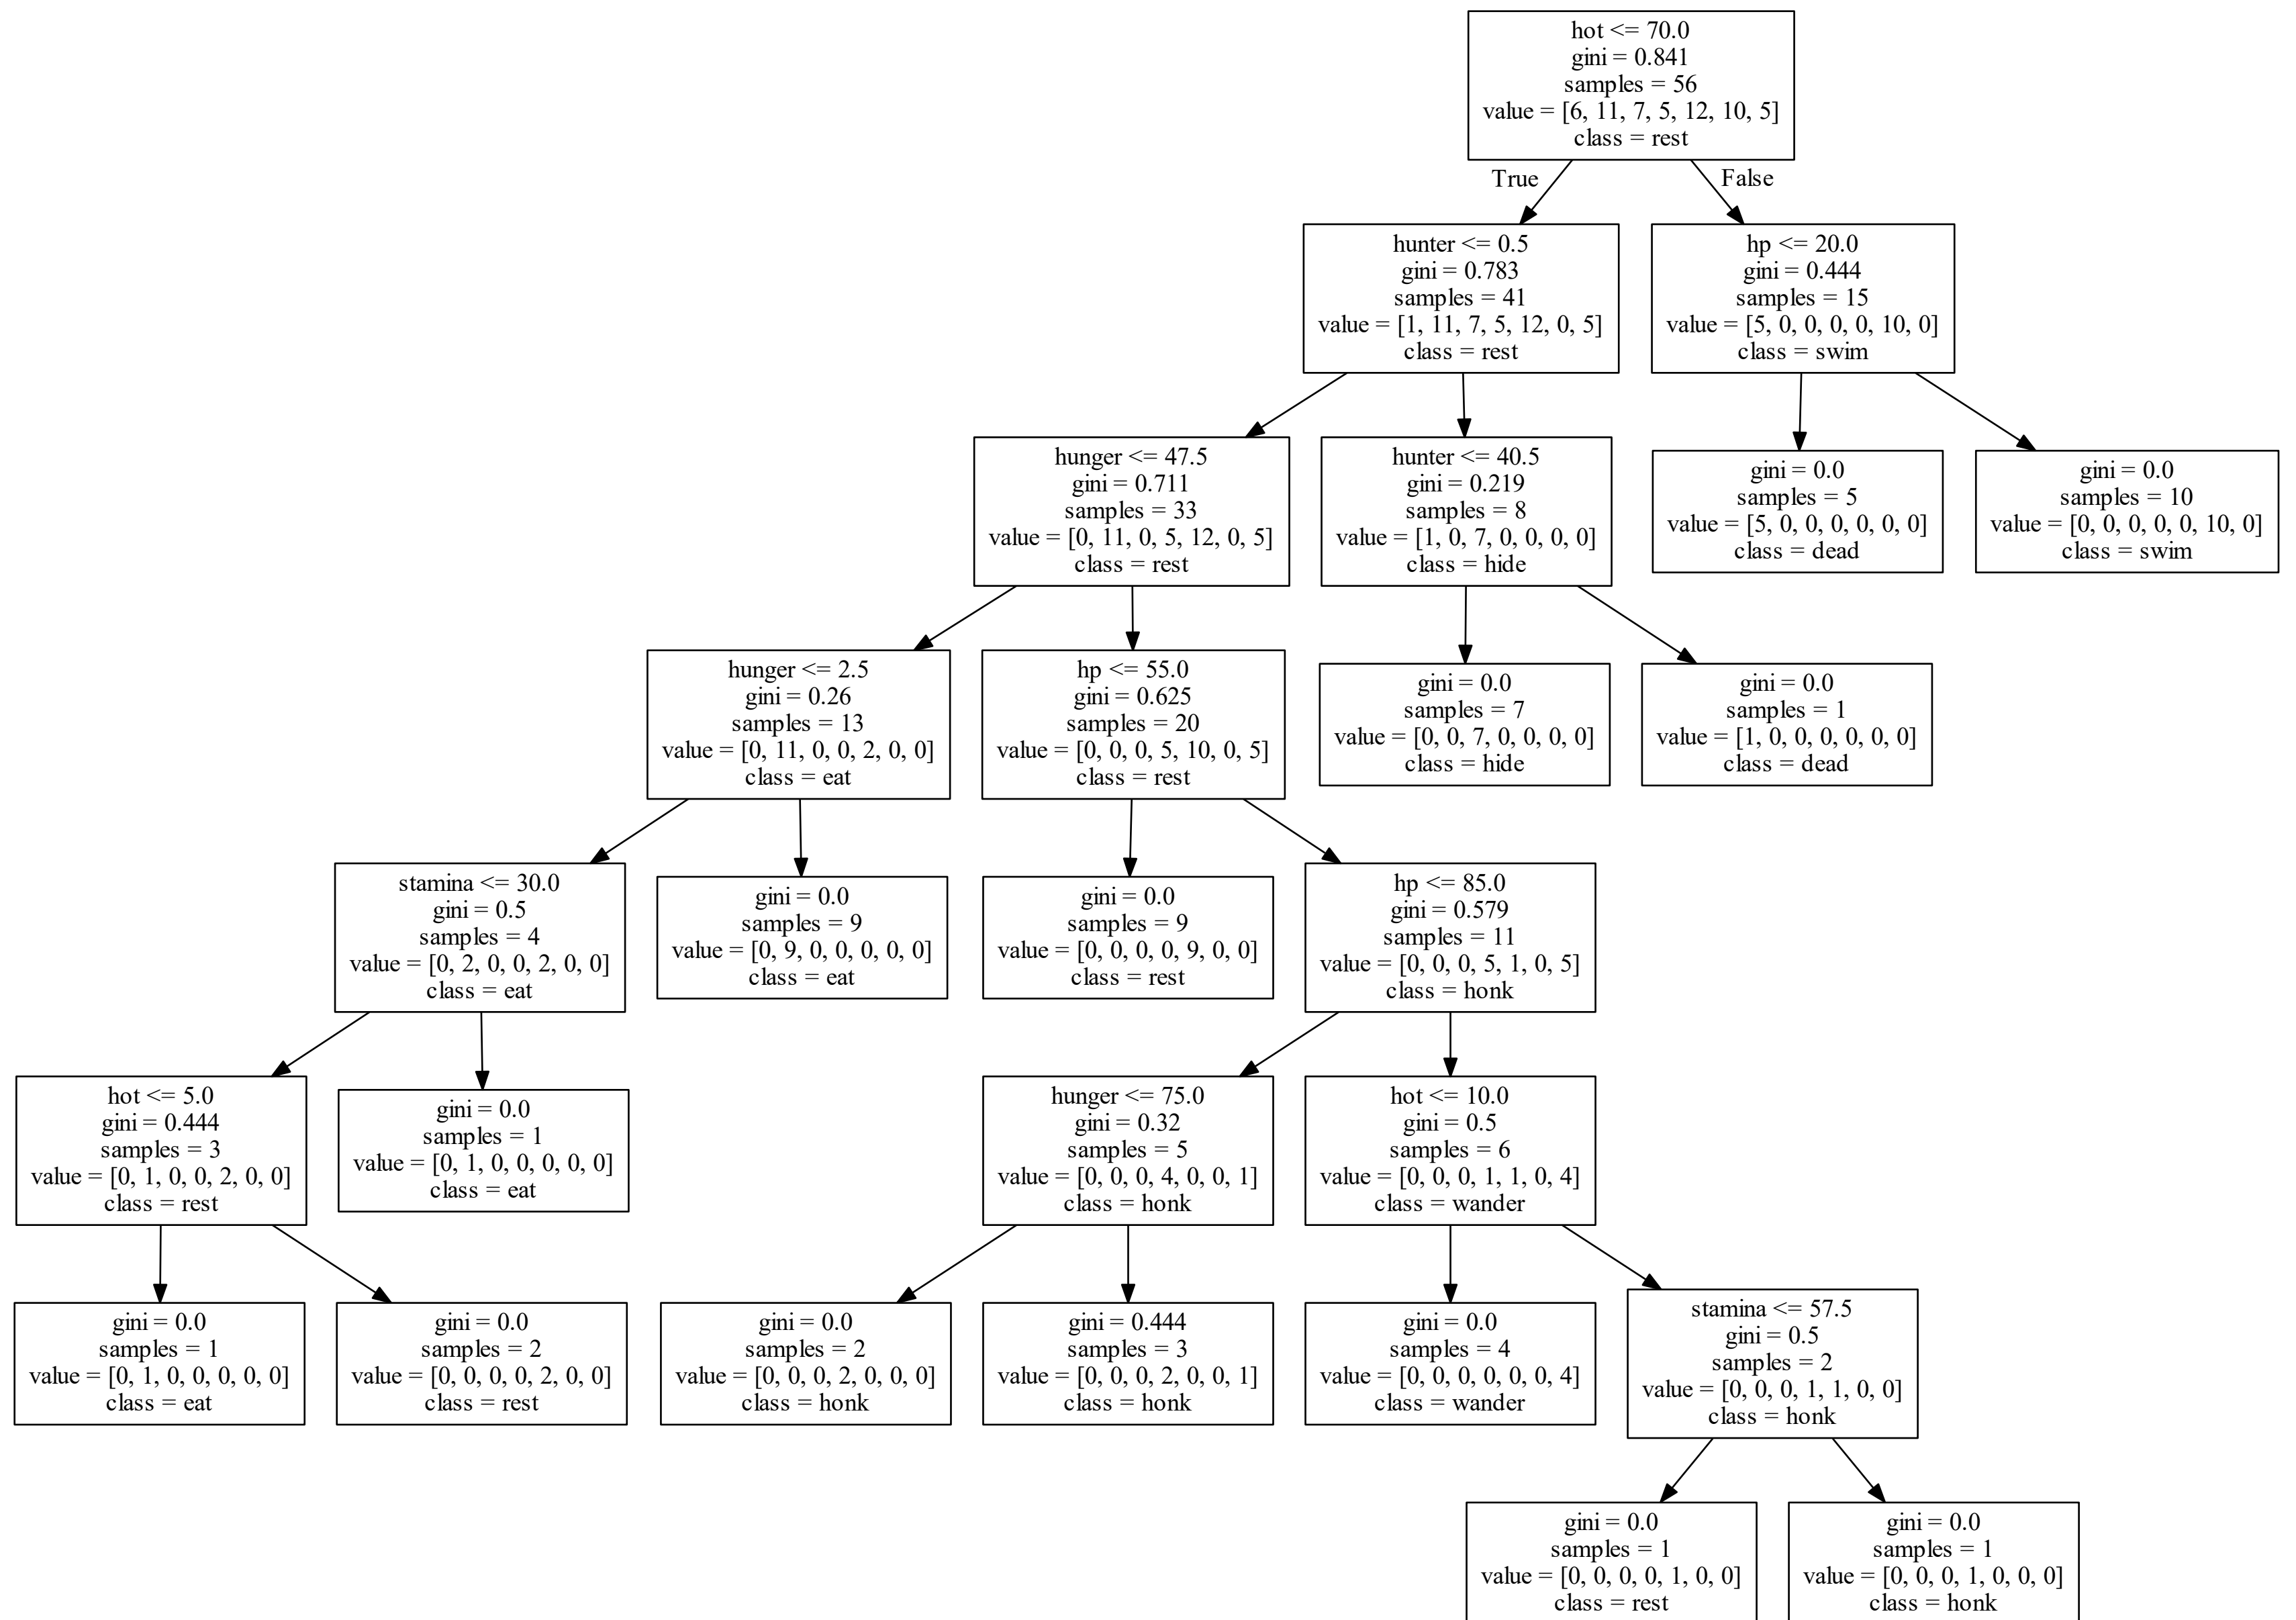 hot <= 70.0
gini = 0.841
samples = 56
value = [6, 11, 7, 5, 12, 10, 5]
class = rest
True
False
hunter <= 0.5
gini = 0.783
samples = 41
value = [1, 11, 7, 5, 12, 0, 5]
class = rest
hp <= 20.0
gini = 0.444
samples = 15
value = [5, 0, 0, 0, 0, 10, 0]
class = swim
hunger <= 47.5
gini = 0.711
samples = 33
value = [0, 11, 0, 5, 12, 0, 5]
class = rest
hunter <= 40.5
gini = 0.219
samples = 8
value = [1, 0, 7, 0, 0, 0, 0]
class = hide
gini = 0.0
samples = 5
value = [5, 0, 0, 0, 0, 0, 0]
class = dead
gini = 0.0
samples = 10
value = [0, 0, 0, 0, 0, 10, 0]
class = swim
hunger <= 2.5
gini = 0.26
samples = 13
value = [0, 11, 0, 0, 2, 0, 0]
class = eat
hp <= 55.0
gini = 0.625
samples = 20
value = [0, 0, 0, 5, 10, 0, 5]
class = rest
gini = 0.0
samples = 7
value = [0, 0, 7, 0, 0, 0, 0]
class = hide
gini = 0.0
samples = 1
value = [1, 0, 0, 0, 0, 0, 0]
class = dead
stamina <= 30.0
gini = 0.5
samples = 4
value = [0, 2, 0, 0, 2, 0, 0]
class = eat
gini = 0.0
samples = 9
value = [0, 9, 0, 0, 0, 0, 0]
class = eat
gini = 0.0
samples = 9
value = [0, 0, 0, 0, 9, 0, 0]
class = rest
hp <= 85.0
gini = 0.579
samples = 11
value = [0, 0, 0, 5, 1, 0, 5]
class = honk
hot <= 5.0
gini = 0.444
samples = 3
value = [0, 1, 0, 0, 2, 0, 0]
class = rest
gini = 0.0
samples = 1
value = [0, 1, 0, 0, 0, 0, 0]
class = eat
hunger <= 75.0
gini = 0.32
samples = 5
value = [0, 0, 0, 4, 0, 0, 1]
class = honk
hot <= 10.0
gini = 0.5
samples = 6
value = [0, 0, 0, 1, 1, 0, 4]
class = wander
gini = 0.0
samples = 1
value = [0, 1, 0, 0, 0, 0, 0]
class = eat
gini = 0.0
samples = 2
value = [0, 0, 0, 0, 2, 0, 0]
class = rest
gini = 0.0
samples = 2
value = [0, 0, 0, 2, 0, 0, 0]
class = honk
gini = 0.444
samples = 3
value = [0, 0, 0, 2, 0, 0, 1]
class = honk
gini = 0.0
samples = 4
value = [0, 0, 0, 0, 0, 0, 4]
class = wander
stamina <= 57.5
gini = 0.5
samples = 2
value = [0, 0, 0, 1, 1, 0, 0]
class = honk
gini = 0.0
samples = 1
value = [0, 0, 0, 0, 1, 0, 0]
class = rest
gini = 0.0
samples = 1
value = [0, 0, 0, 1, 0, 0, 0]
class = honk